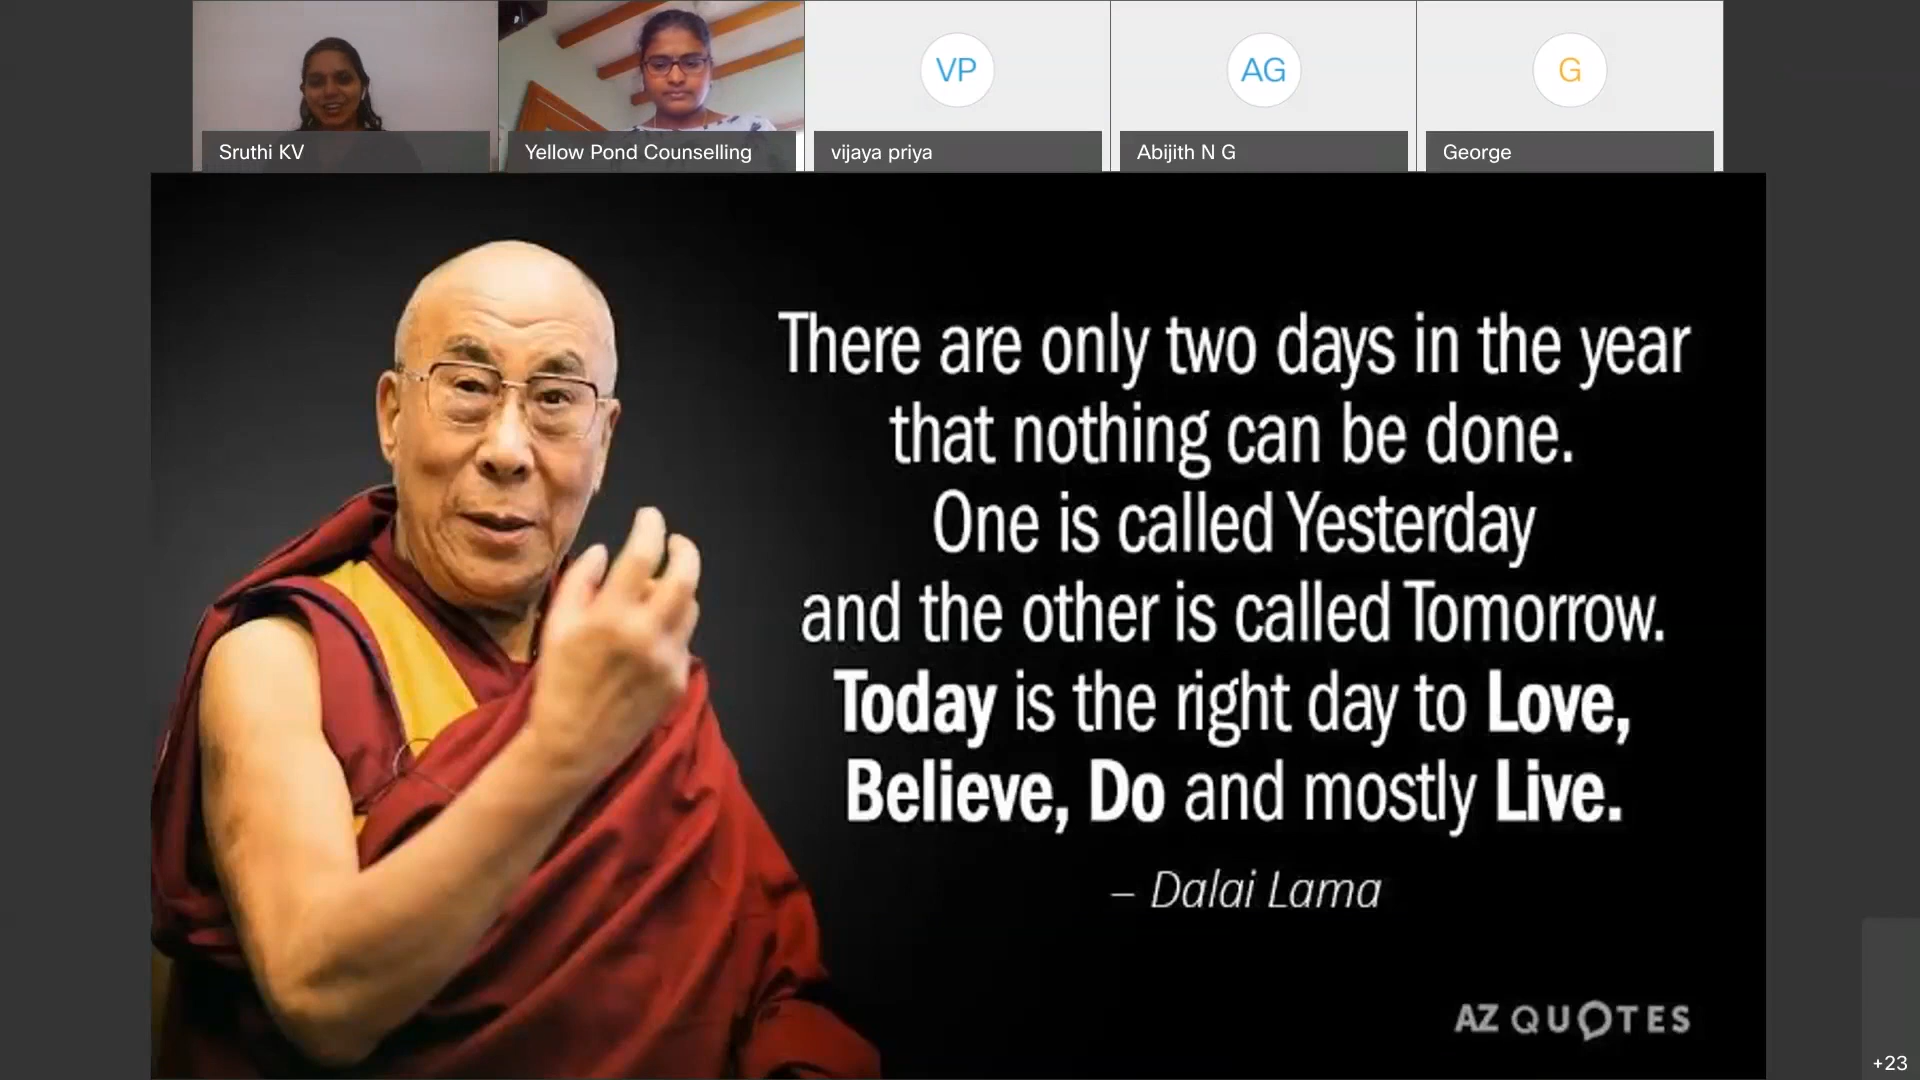 VP
AG
G
Sruthi KV
Yellow Pond Counselling
vijaya priya
Abijith N G
George
There are only two days in the year
that nothing can be done.
One is called Yesterday
and the other is called Tomorrow.
Today is the right day to Love,
Believe, Do and mostly Live.
– Dalai Lama
AZ QUOTES
+23